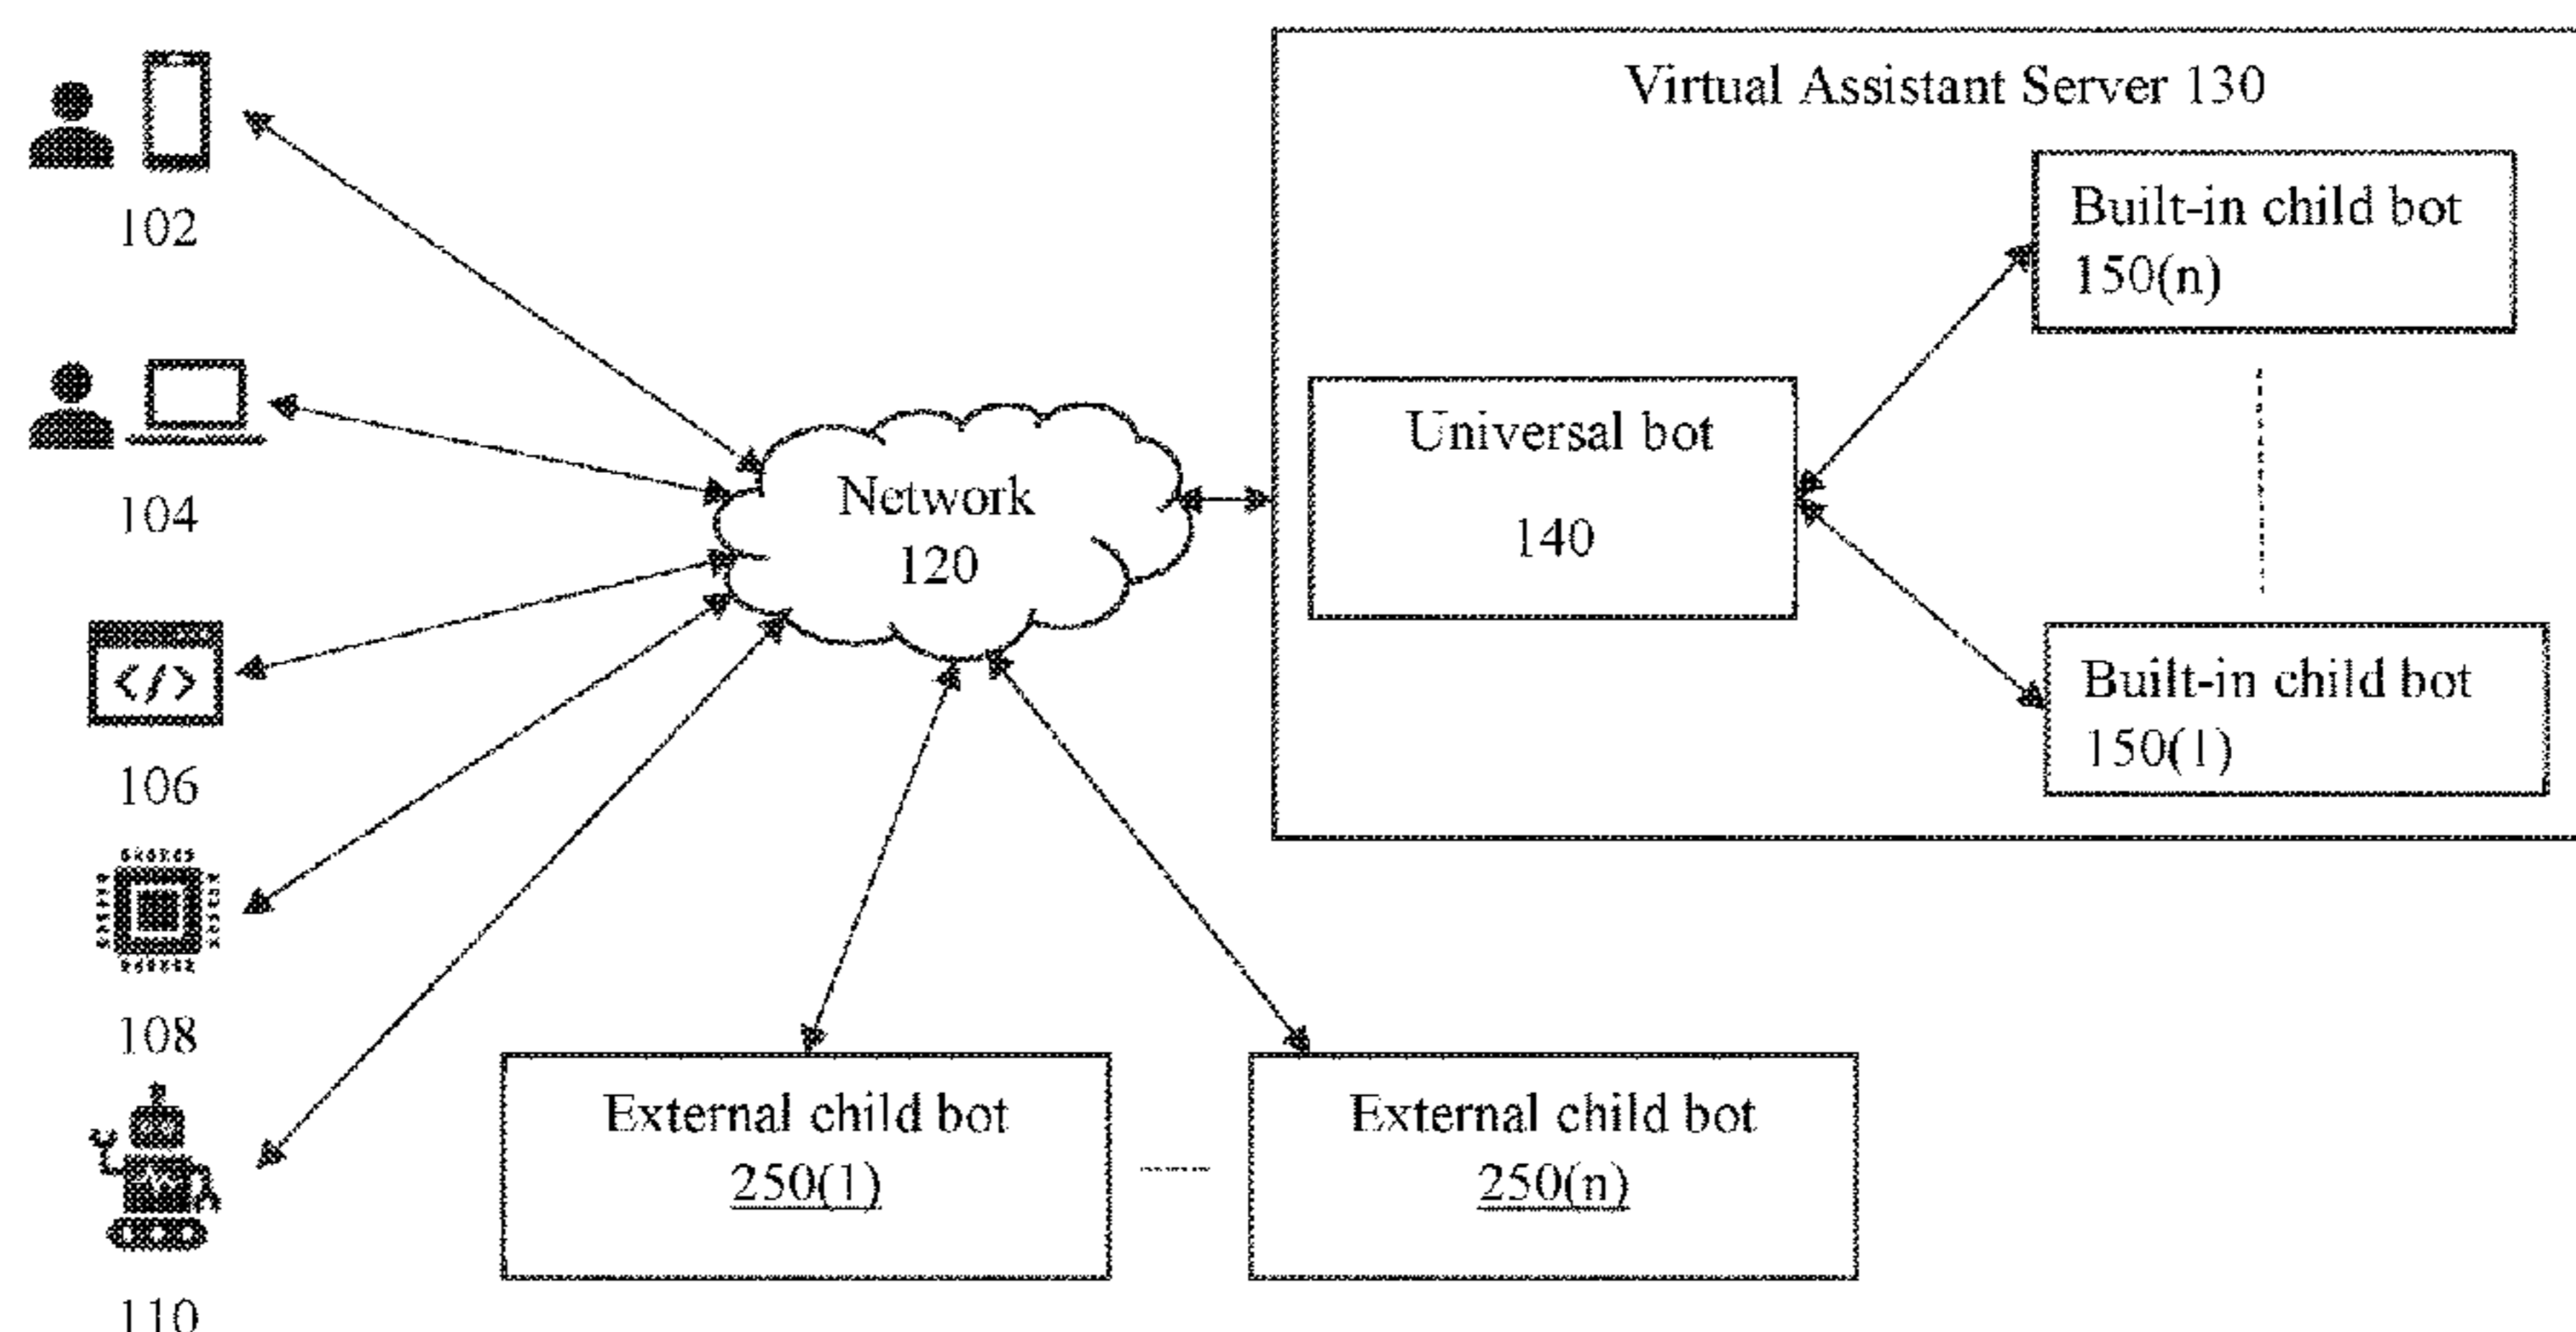 Virtual Assistant Server 130
102
Built-in child bot
150(n)
104
Network
120
Universal bot
140
</>
106
Built-in child bot
150(1)
108
External child bot
250(1)
External child bot
250(n)
110